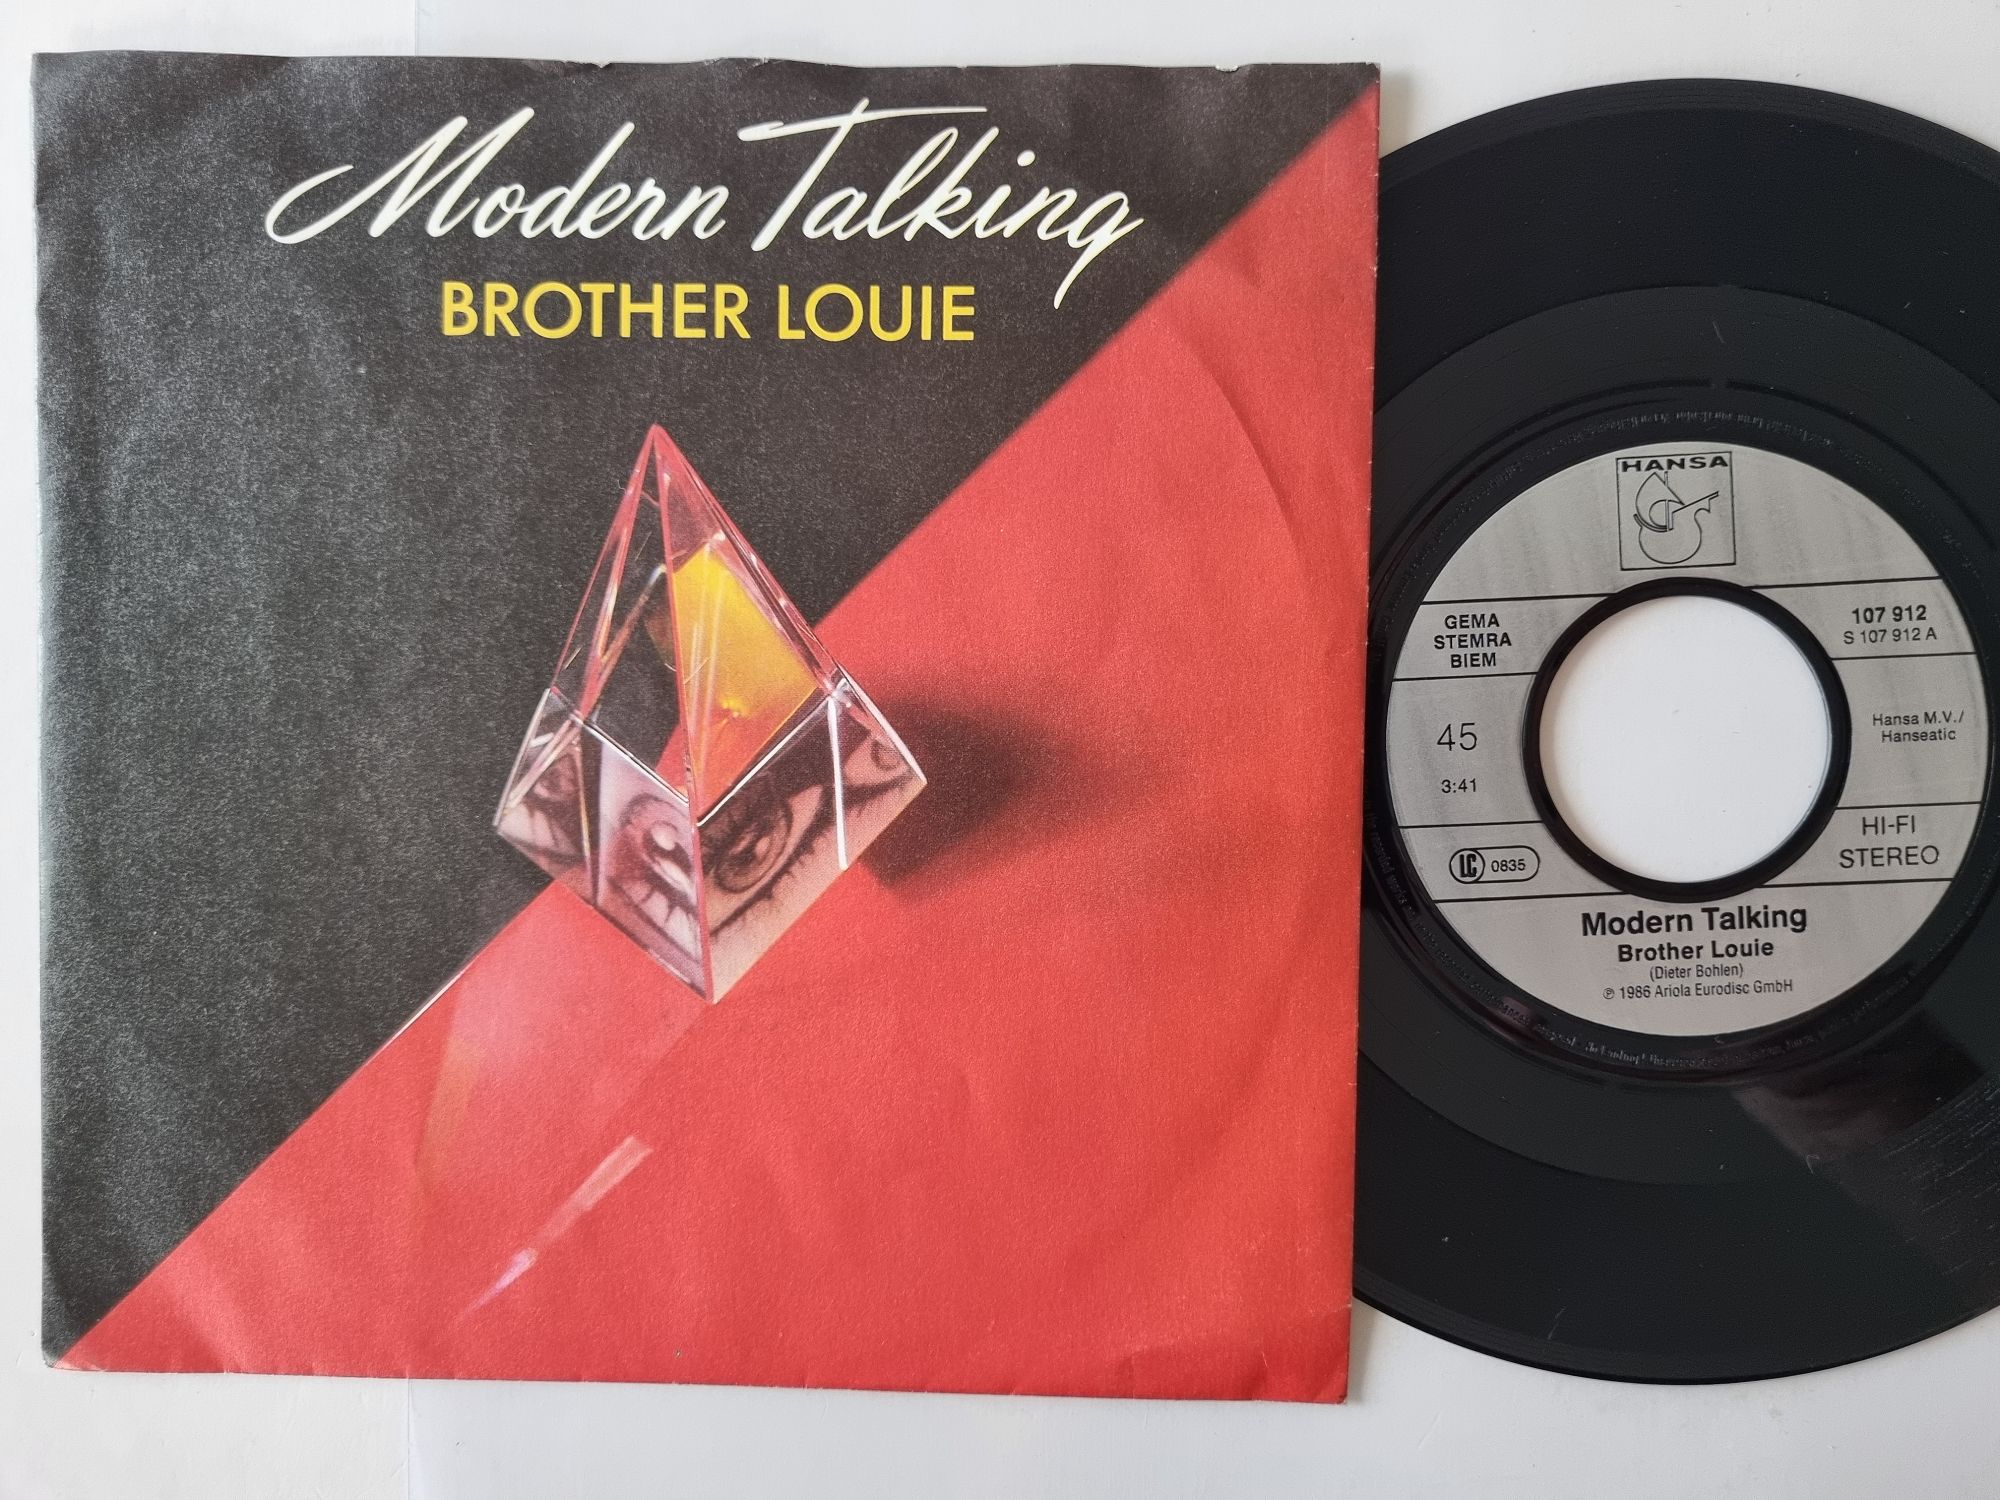 Modern Talking
BROTHER LOUIE
HANSA
GEMA
STEMRA
BIEM
107 912
S 107 912 A
45
3:41
Hansa M.V./
Hanseatic
LC 0835
HI-FI
STEREO
Modern Talking
Brother Louie
(Dieter Bohlen)
℗ 1986 Ariola Eurodisc GmbH